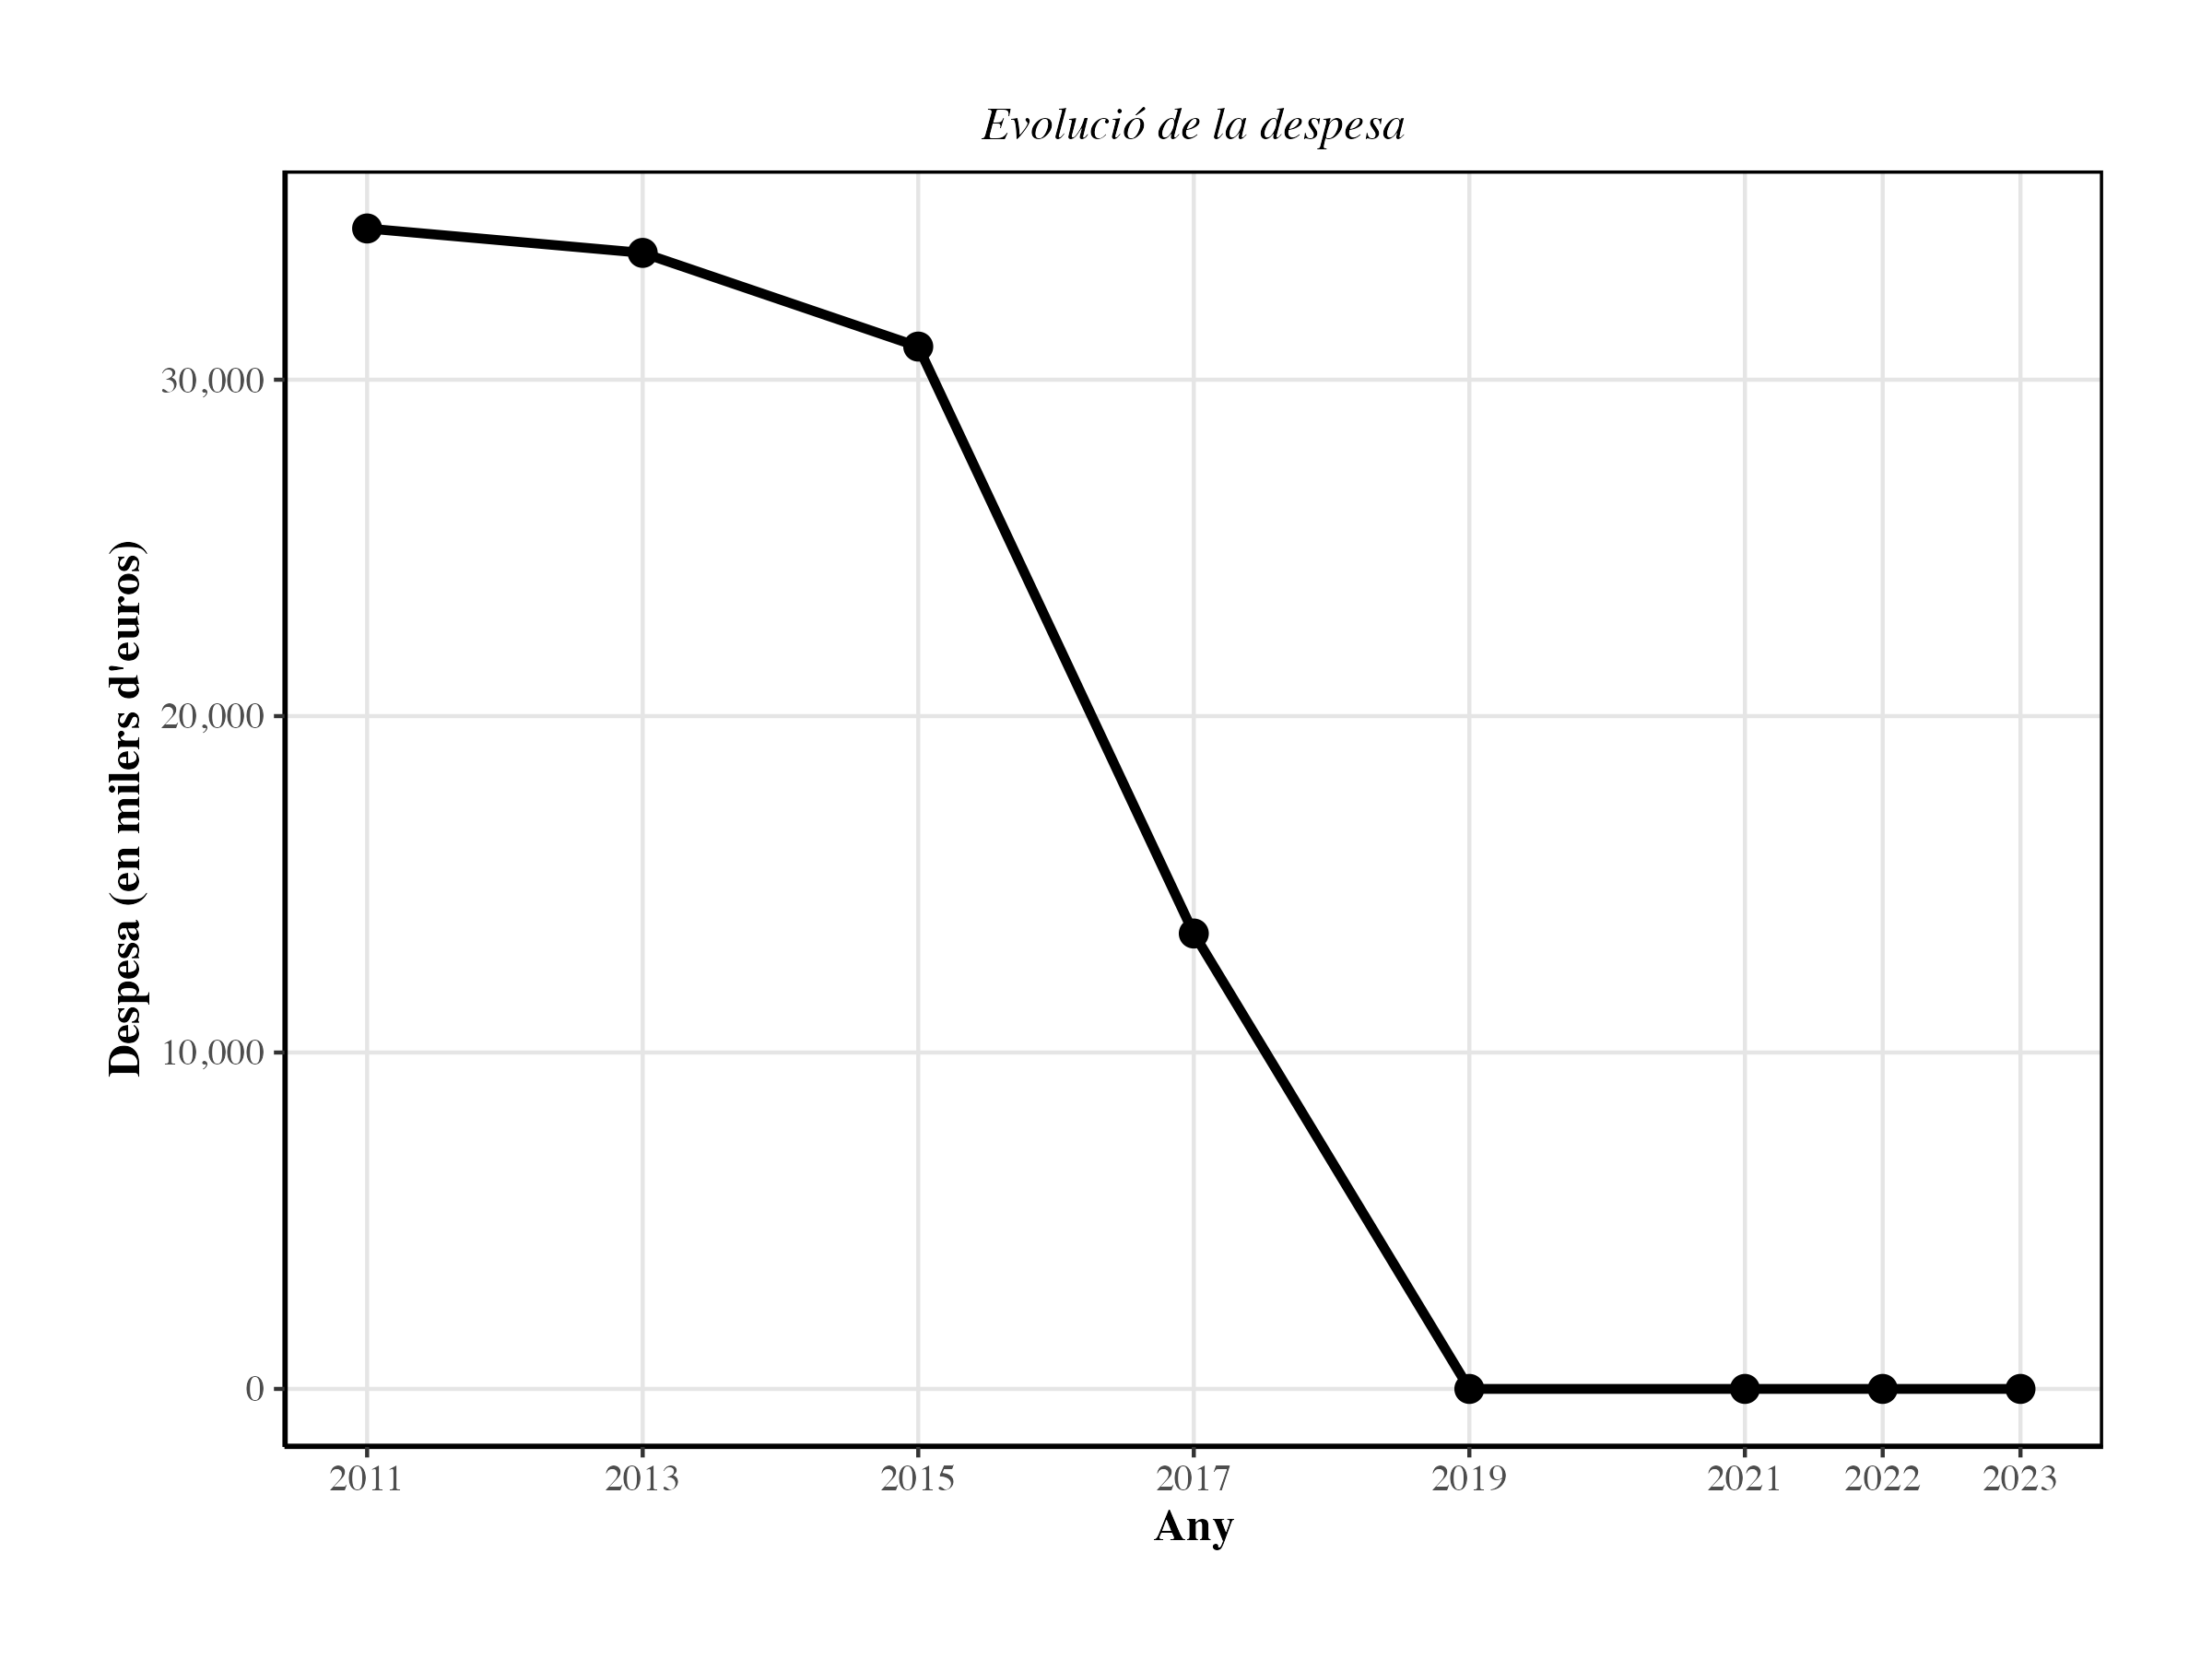 Evolució de la despesa
Despesa (en milers d'euros)
30,000
20,000
10,000
0
2011 2013 2015 2017 2019 2021 2022 2023
Any